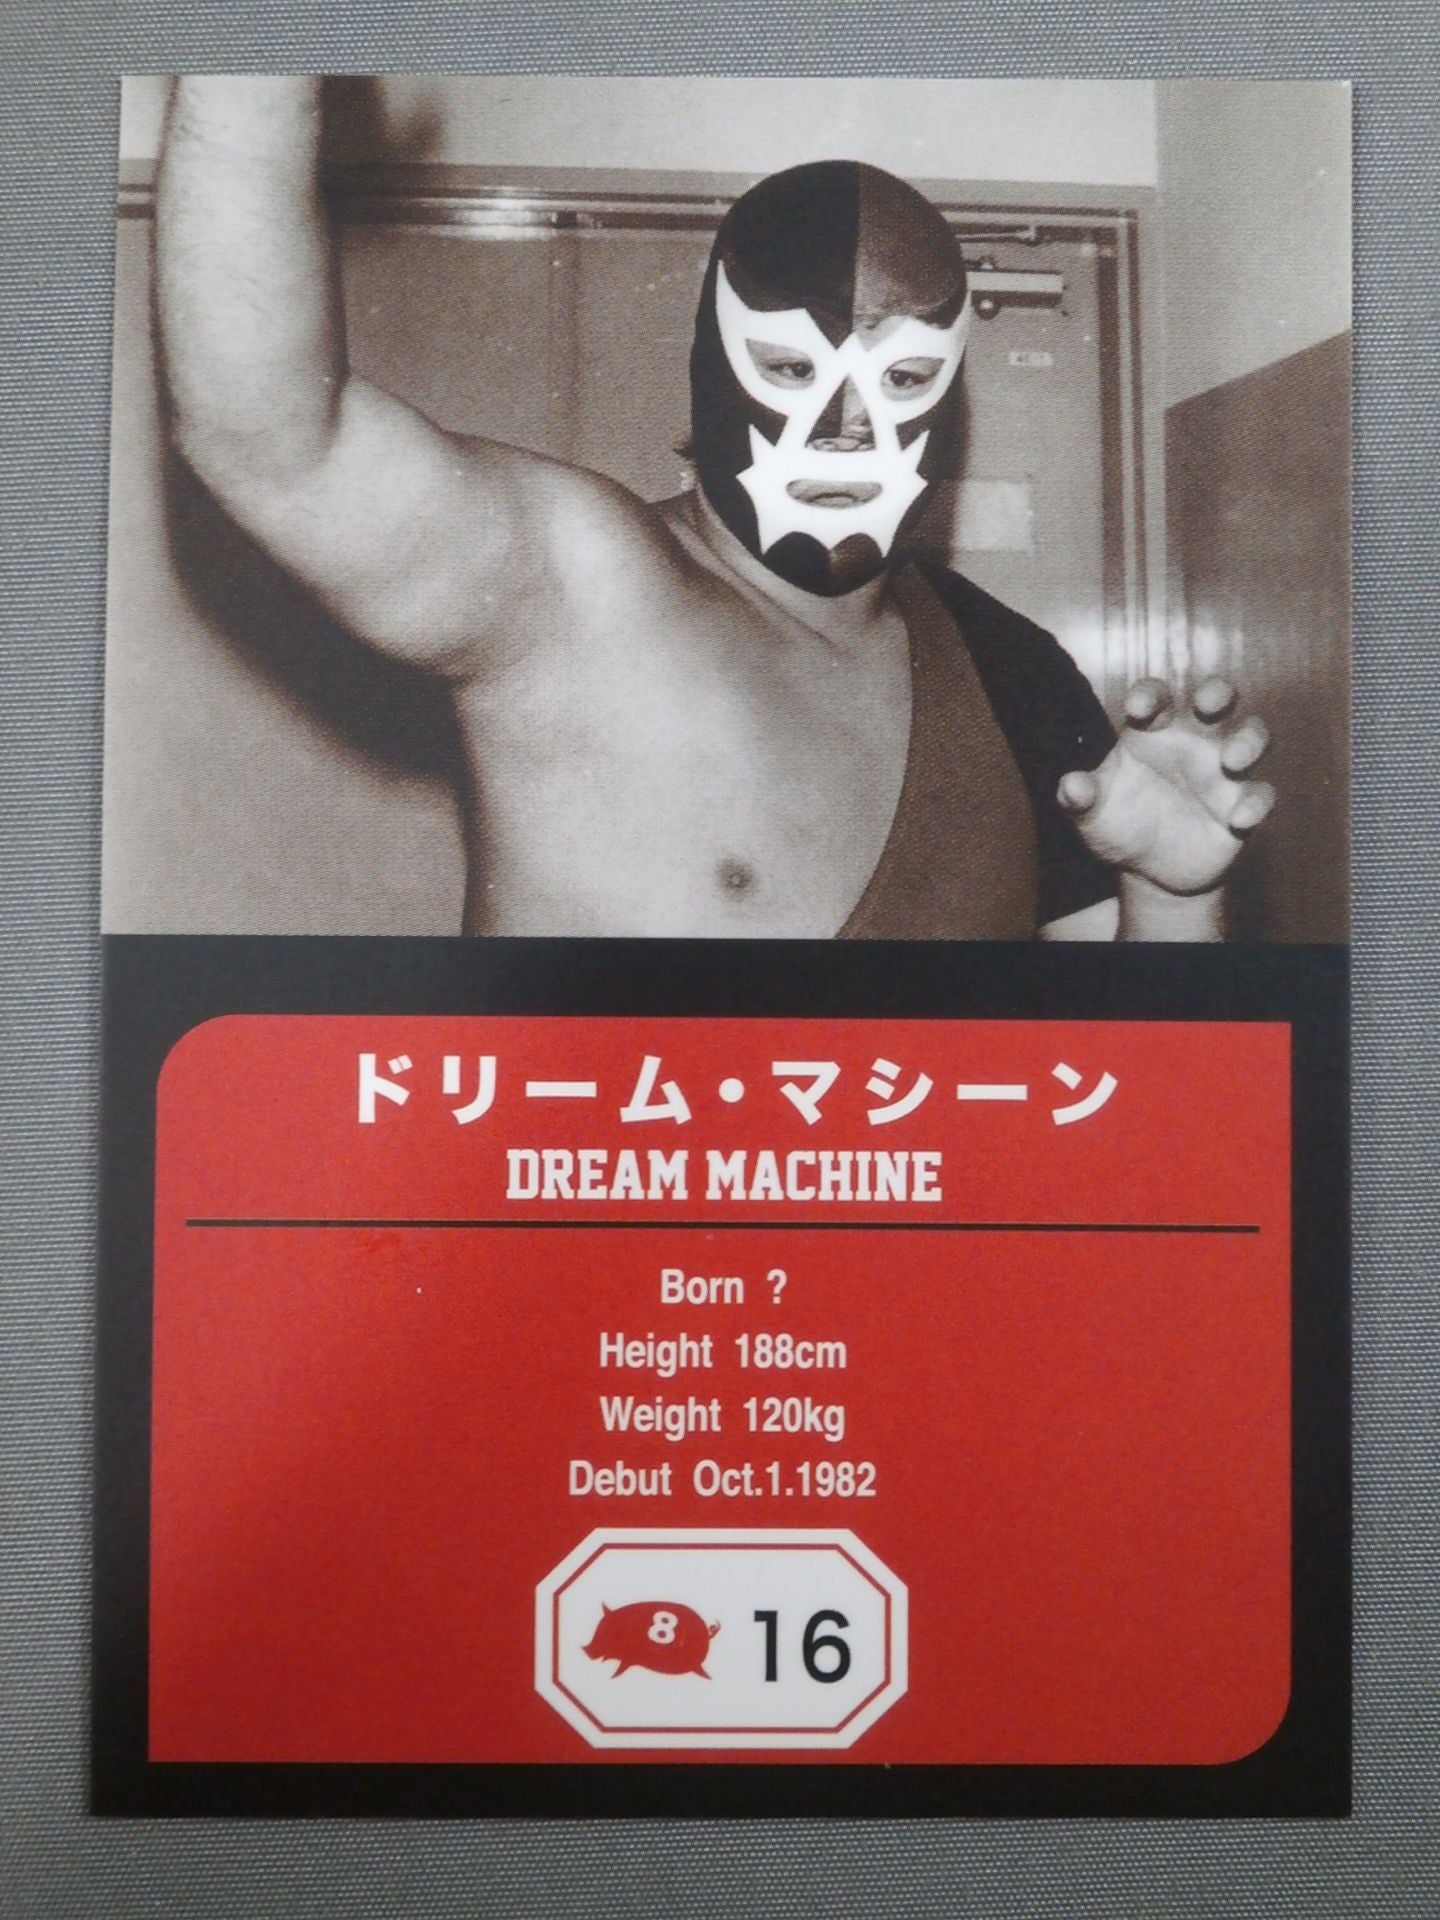 ドリーム・マシーン
DREAM MACHINE
Born ?
Height 188cm
Weight 120kg
Debut Oct.1.1982
8 16